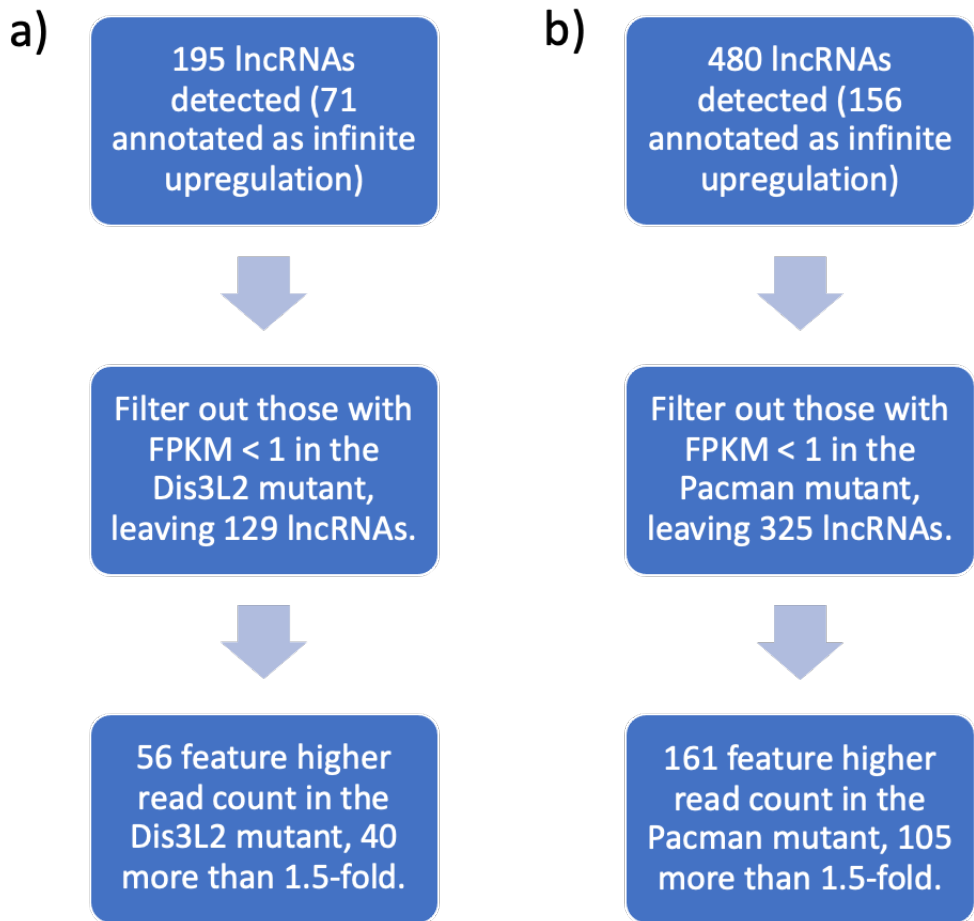 a)
195 lncRNAs
detected (71
annotated as infinite
upregulation)
Filter out those with
FPKM < 1 in the
Dis3L2 mutant,
leaving 129 lncRNAs.
56 feature higher
read count in the
Dis3L2 mutant, 40
more than 1.5-fold.
b)
480 lncRNAs
detected (156
annotated as infinite
upregulation)
Filter out those with
FPKM < 1 in the
Pacman mutant,
leaving 325 lncRNAs.
161 feature higher
read count in the
Pacman mutant, 105
more than 1.5-fold.